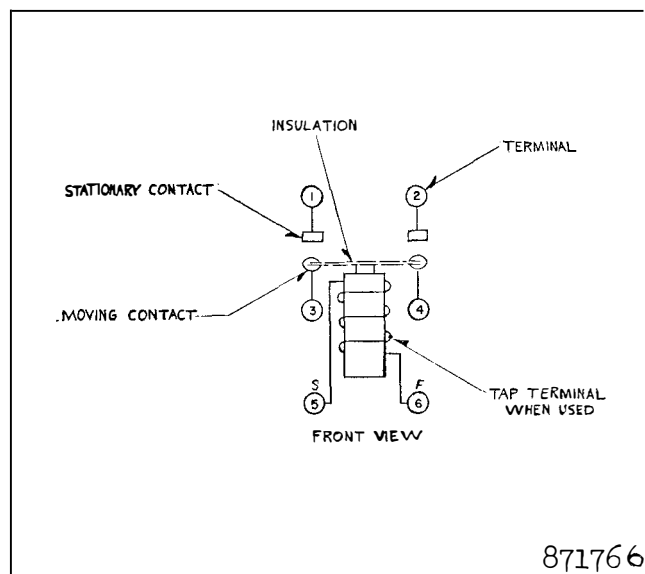 INSULATION
TERMINAL
STATIONARY CONTACT
1
2
MOVING CONTACT
3
4
S
F
5
6
TAP TERMINAL
WHEN USED
FRONT VIEW
871766